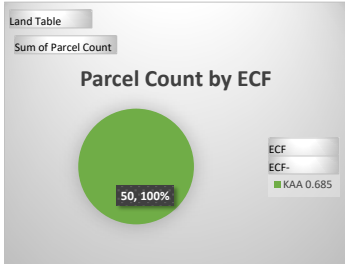 Land Table
Sum of Parcel Count
Parcel Count by ECF
50, 100%
ECF
ECF-
KAA 0.685